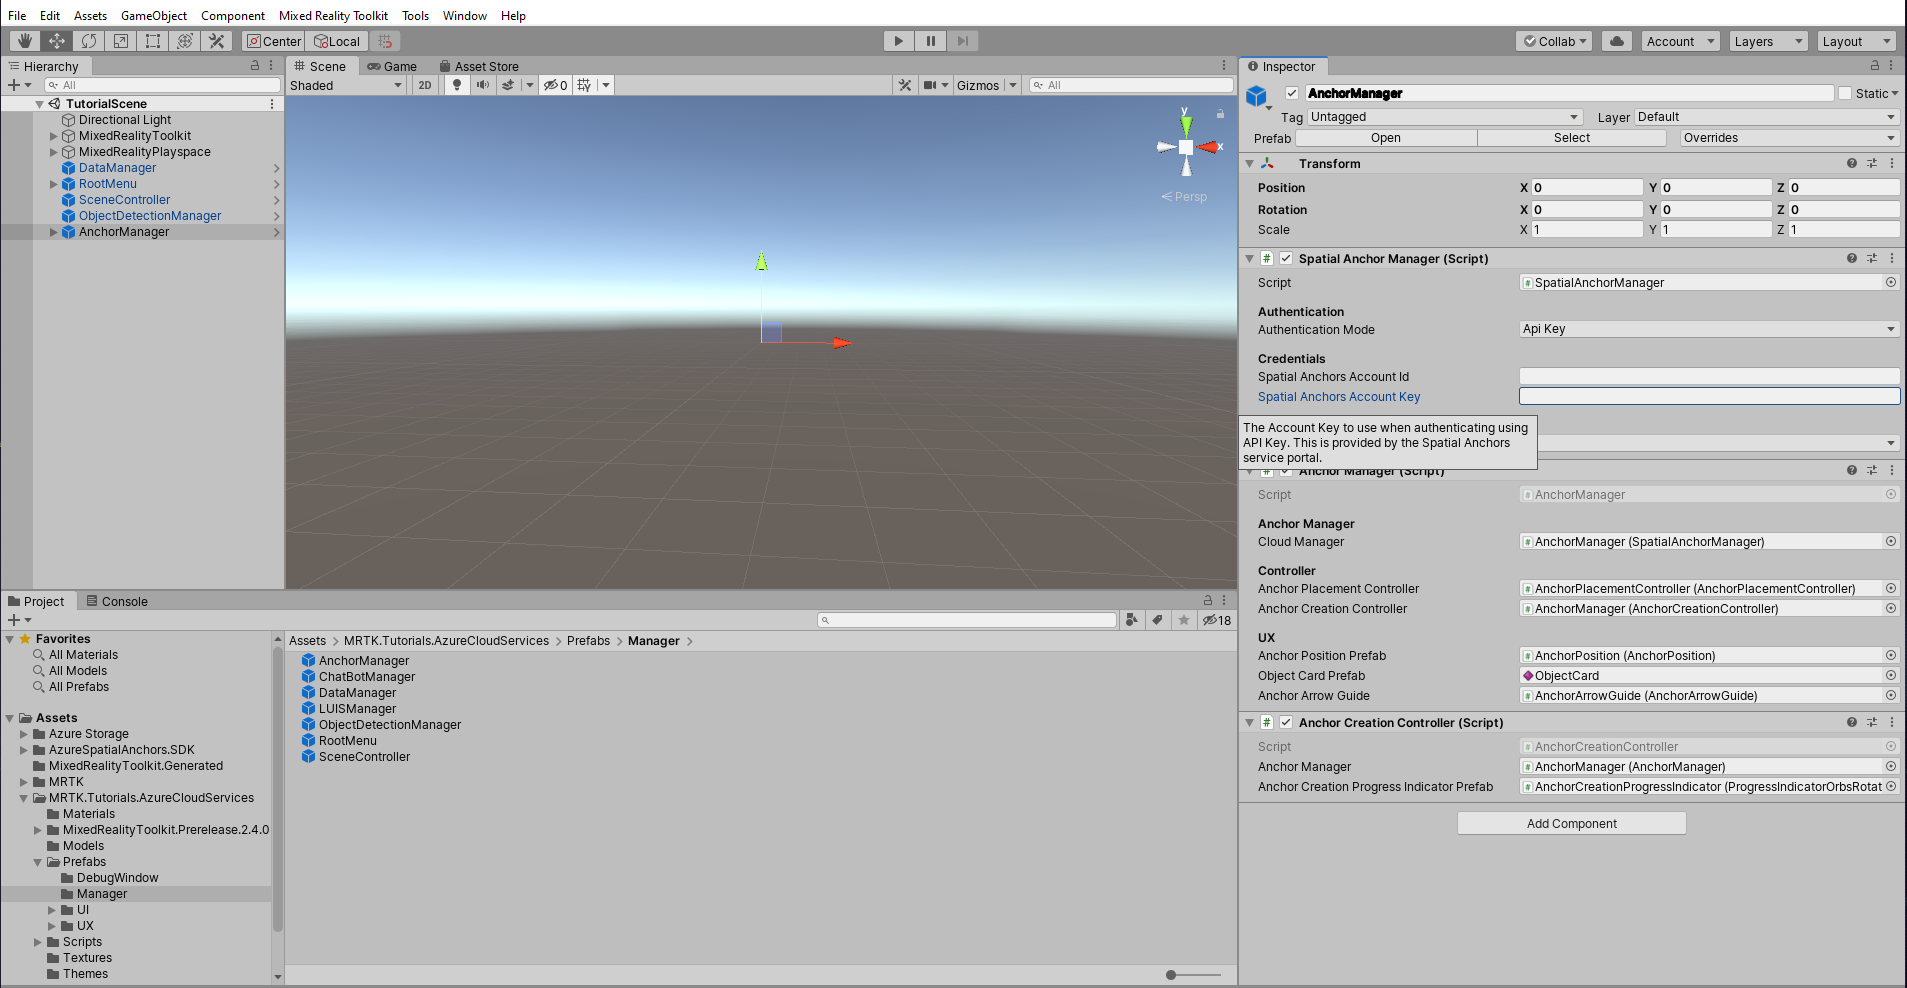 File Edit Assets GameObject Component Mixed Reality Toolkit Tools Window Help
Center Local
Collab Account Layers Layout
Hierarchy
All
TutorialScene
Directional Light
MixedRealityToolkit
MixedRealityPlayspace
DataManager
RootMenu
SceneController
ObjectDetectionManager
AnchorManager
Scene Game Asset Store
Shaded 2D 0 Gizmos All
y
x
Persp
Inspector
AnchorManager Static
Tag Untagged Layer Default
Prefab Open Select Overrides
Transform
Position X 0 Y 0 Z 0
Rotation X 0 Y 0 Z 0
Scale X 1 Y 1 Z 1
Spatial Anchor Manager (Script)
Script SpatialAnchorManager
Authentication
Authentication Mode Api Key
Credentials
Spatial Anchors Account Id
Spatial Anchors Account Key
The Account Key to use when authenticating using
API Key. This is provided by the Spatial Anchors
service portal.
Anchor Manager (Script)
Script AnchorManager
Anchor Manager
Cloud Manager AnchorManager (SpatialAnchorManager)
Controller
Anchor Placement Controller AnchorPlacementController (AnchorPlacementController)
Anchor Creation Controller AnchorManager (AnchorCreationController)
UX
Anchor Position Prefab AnchorPosition (AnchorPosition)
Object Card Prefab ObjectCard
Anchor Arrow Guide AnchorArrowGuide (AnchorArrowGuide)
Anchor Creation Controller (Script)
Script AnchorCreationController
Anchor Manager AnchorManager (AnchorManager)
Anchor Creation Progress Indicator Prefab AnchorCreationProgressIndicator (ProgressIndicatorOrbsRotat
Add Component
Project Console
18
Favorites
All Materials
All Models
All Prefabs
Assets
Azure Storage
AzureSpatialAnchors.SDK
MixedRealityToolkit.Generated
MRTK
MRTK.Tutorials.AzureCloudServices
Materials
MixedRealityToolkit.Prerelease.2.4.0
Models
Prefabs
DebugWindow
Manager
UI
UX
Scripts
Textures
Themes
Assets > MRTK.Tutorials.AzureCloudServices > Prefabs > Manager >
AnchorManager
ChatBotManager
DataManager
LUISManager
ObjectDetectionManager
RootMenu
SceneController